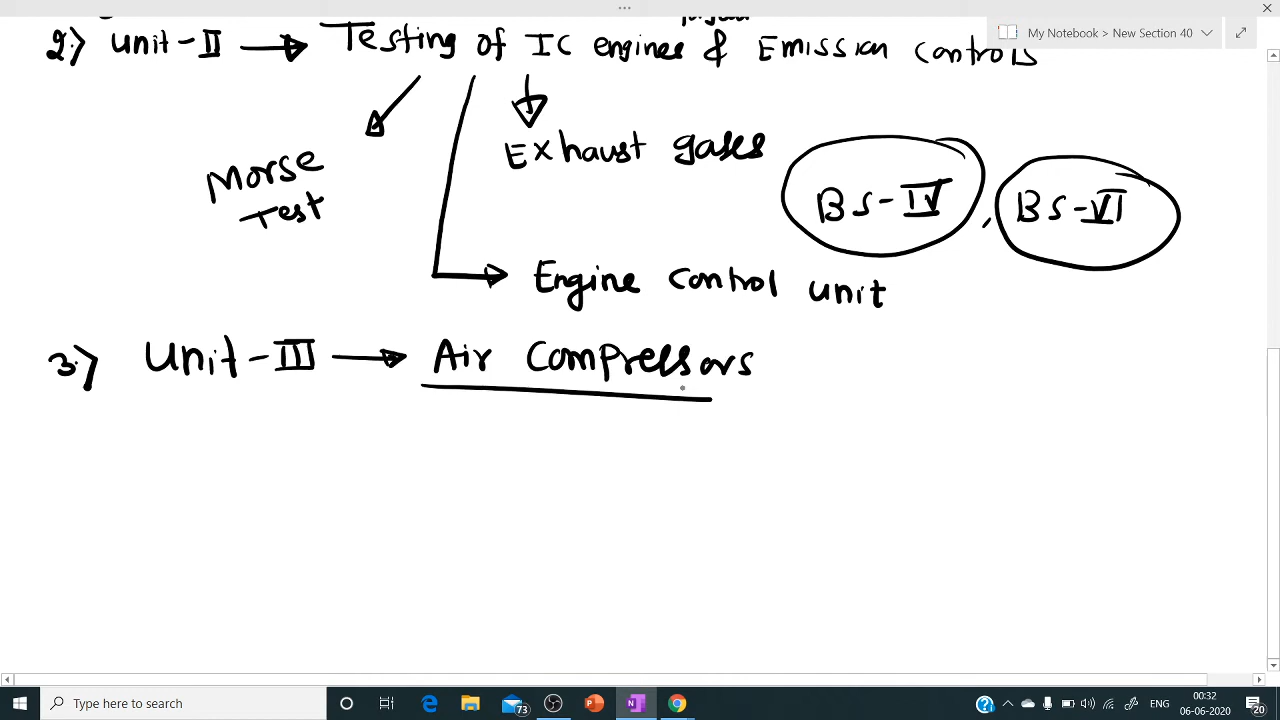 2.) Unit-II → Testing of IC engines & Emission controls
My Notebook > New Section 40
Exhaust gases
Morse
Test
BS-IV, BS-VI
Engine control unit
3.) Unit-III → Air Compressors
Type here to search
73
ENG
00:32
06-06-2020
20